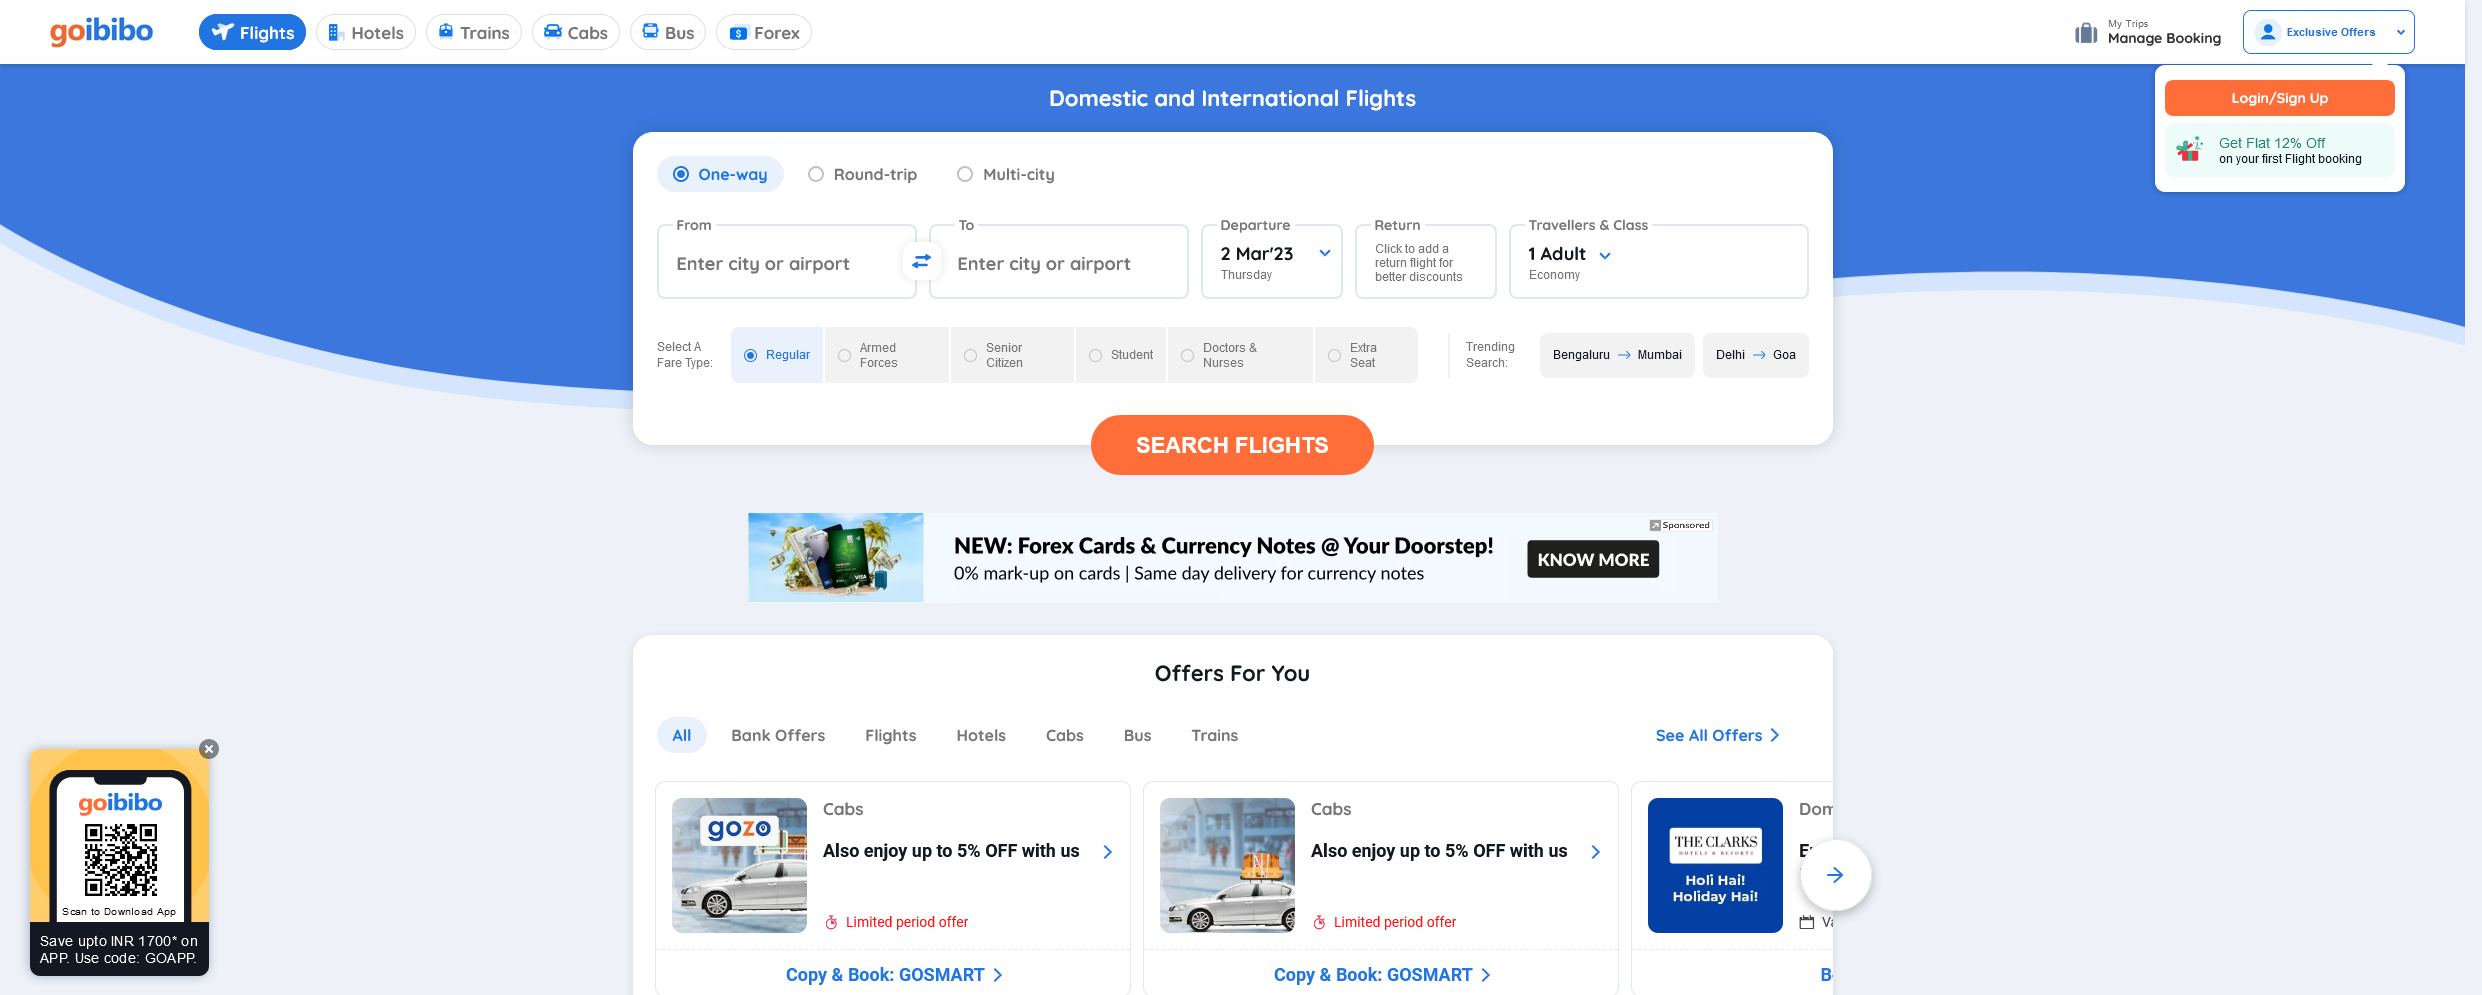 goibibo
Flights
Hotels
Trains
Cabs
Bus
Forex
My Trips
Manage Booking
Exclusive Offers
Login/Sign Up
Get Flat 12% Off
on your first Flight booking
Domestic and International Flights
One-way
Round-trip
Multi-city
From
Enter city or airport
To
Enter city or airport
Departure
2 Mar'23
Thursday
Return
Click to add a
return flight for
better discounts
Travellers & Class
1 Adult
Economy
Select A
Fare Type:
Regular
Armed
Forces
Senior
Citizen
Student
Doctors &
Nurses
Extra
Seat
Trending
Search:
Bengaluru → Mumbai
Delhi → Goa
SEARCH FLIGHTS
Sponsored
NEW: Forex Cards & Currency Notes @ Your Doorstep!
0% mark-up on cards | Same day delivery for currency notes
KNOW MORE
VISA
Offers For You
All
Bank Offers
Flights
Hotels
Cabs
Bus
Trains
See All Offers
gozo
Cabs
Also enjoy up to 5% OFF with us
Limited period offer
Copy & Book: GOSMART
Cabs
Also enjoy up to 5% OFF with us
Limited period offer
Copy & Book: GOSMART
THE CLARKS
HOTELS & RESORTS
Holi Hai!
Holiday Hai!
Dom
goibibo
Scan to Download App
Save upto INR 1700* on
APP. Use code: GOAPP.